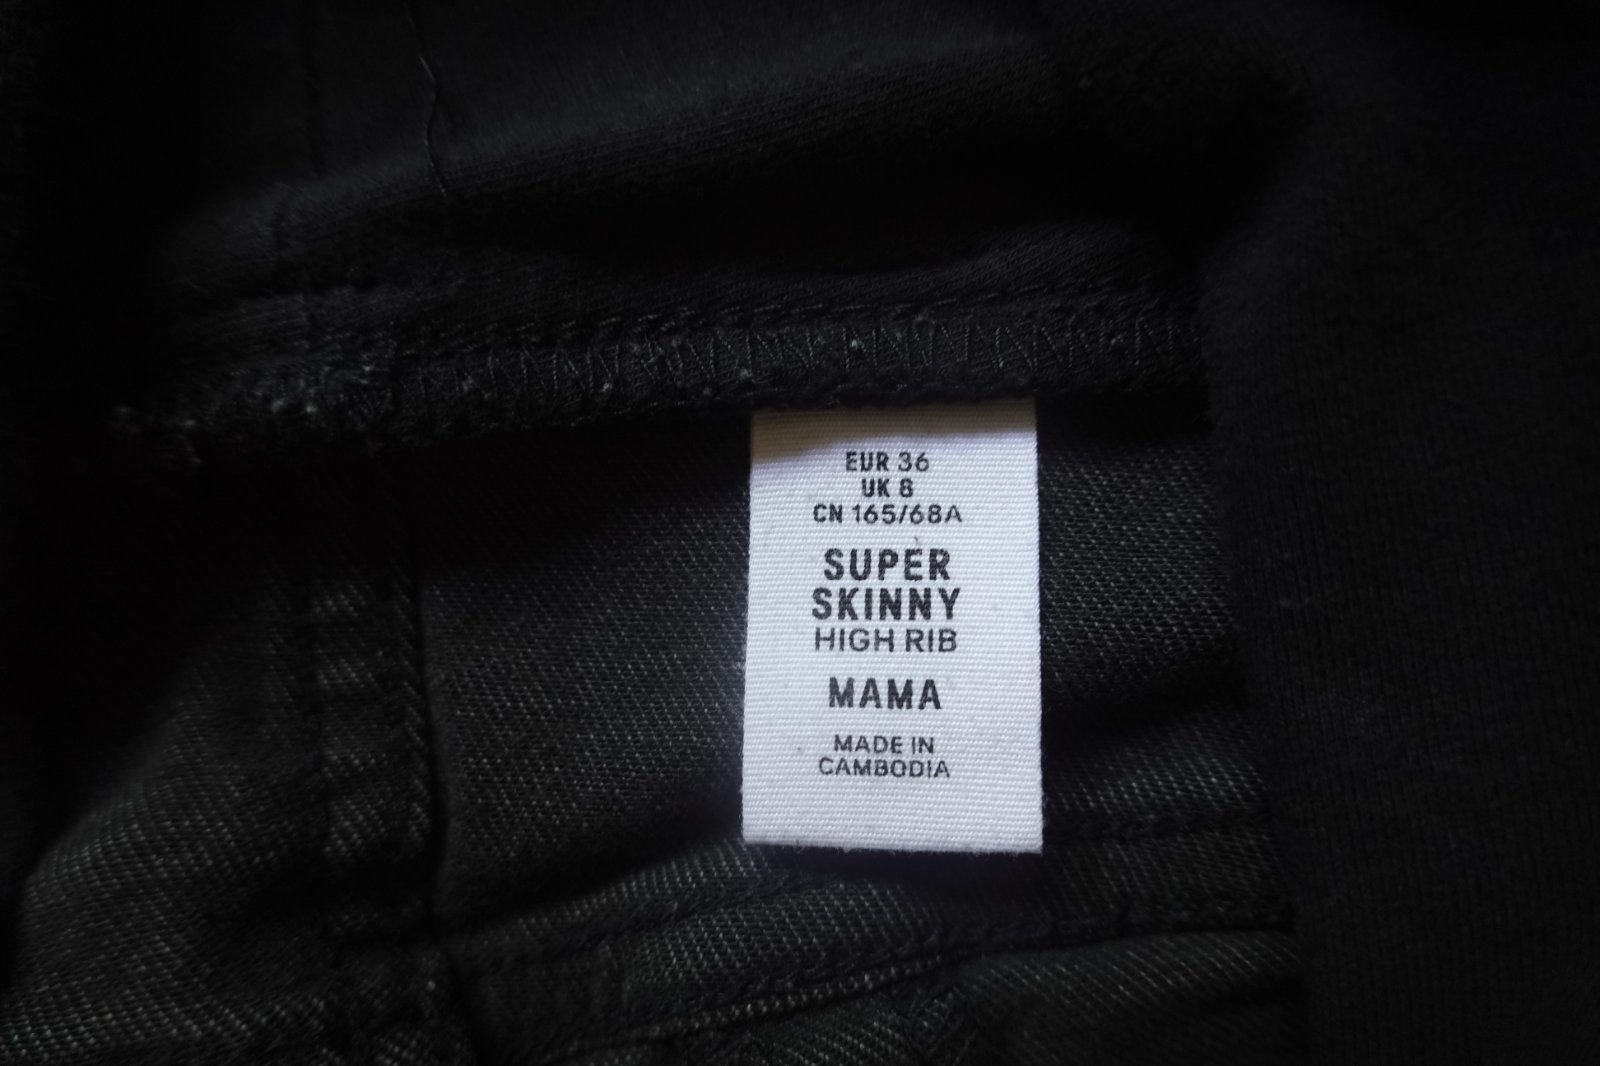 EUR 36
UK 8
CN 165/68A
SUPER
SKINNY
HIGH RIB
MAMA
MADE IN
CAMBODIA